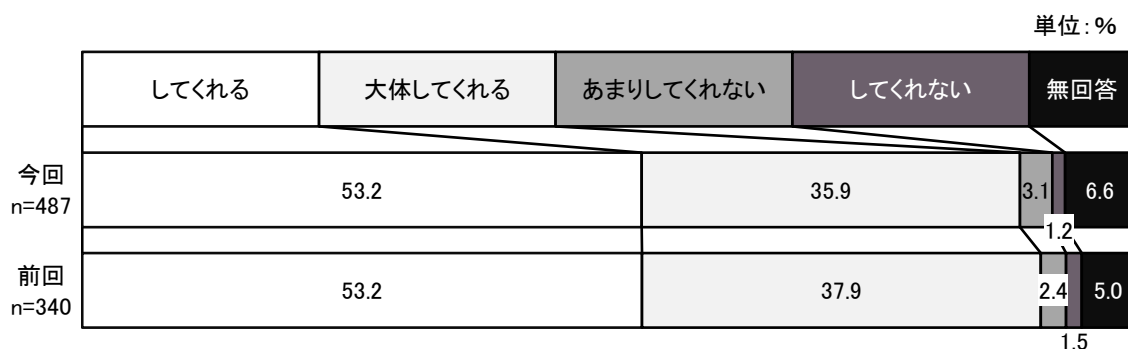 単位:%
してくれる 大体してくれる あまりしてくれない してくれない 無回答
今回
n=487
53.2 35.9 3.1 6.6
1.2
前回
n=340
53.2 37.9 2.4 5.0
1.5